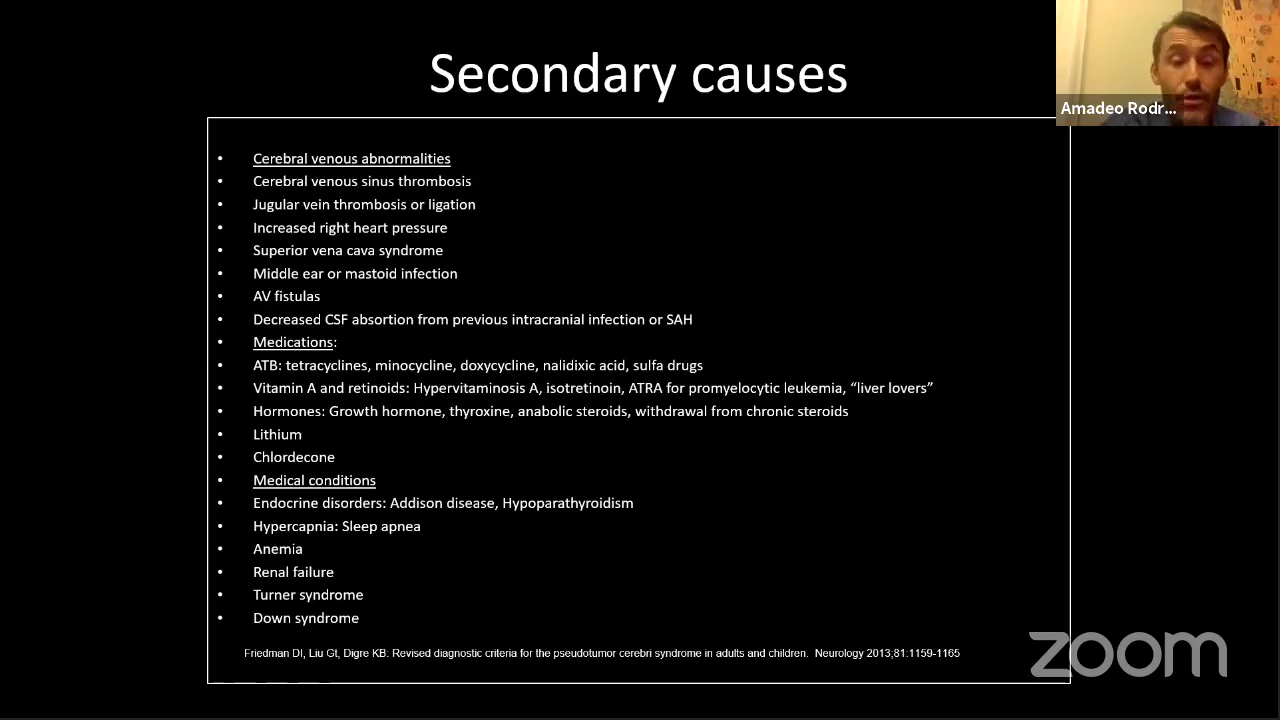 Secondary causes
Amadeo Rodr...
• Cerebral venous abnormalities
• Cerebral venous sinus thrombosis
• Jugular vein thrombosis or ligation
• Increased right heart pressure
• Superior vena cava syndrome
• Middle ear or mastoid infection
• AV fistulas
• Decreased CSF absortion from previous intracranial infection or SAH
• Medications:
• ATB: tetracyclines, minocycline, doxycycline, nalidixic acid, sulfa drugs
• Vitamin A and retinoids: Hypervitaminosis A, isotretinoin, ATRA for promyelocytic leukemia, “liver lovers”
• Hormones: Growth hormone, thyroxine, anabolic steroids, withdrawal from chronic steroids
• Lithium
• Chlordecone
• Medical conditions
• Endocrine disorders: Addison disease, Hypoparathyroidism
• Hypercapnia: Sleep apnea
• Anemia
• Renal failure
• Turner syndrome
• Down syndrome
Friedman DI, Liu Gt, Digre KB: Revised diagnostic criteria for the pseudotumor cerebri syndrome in adults and children. Neurology 2013;81:1159-1165
zoom